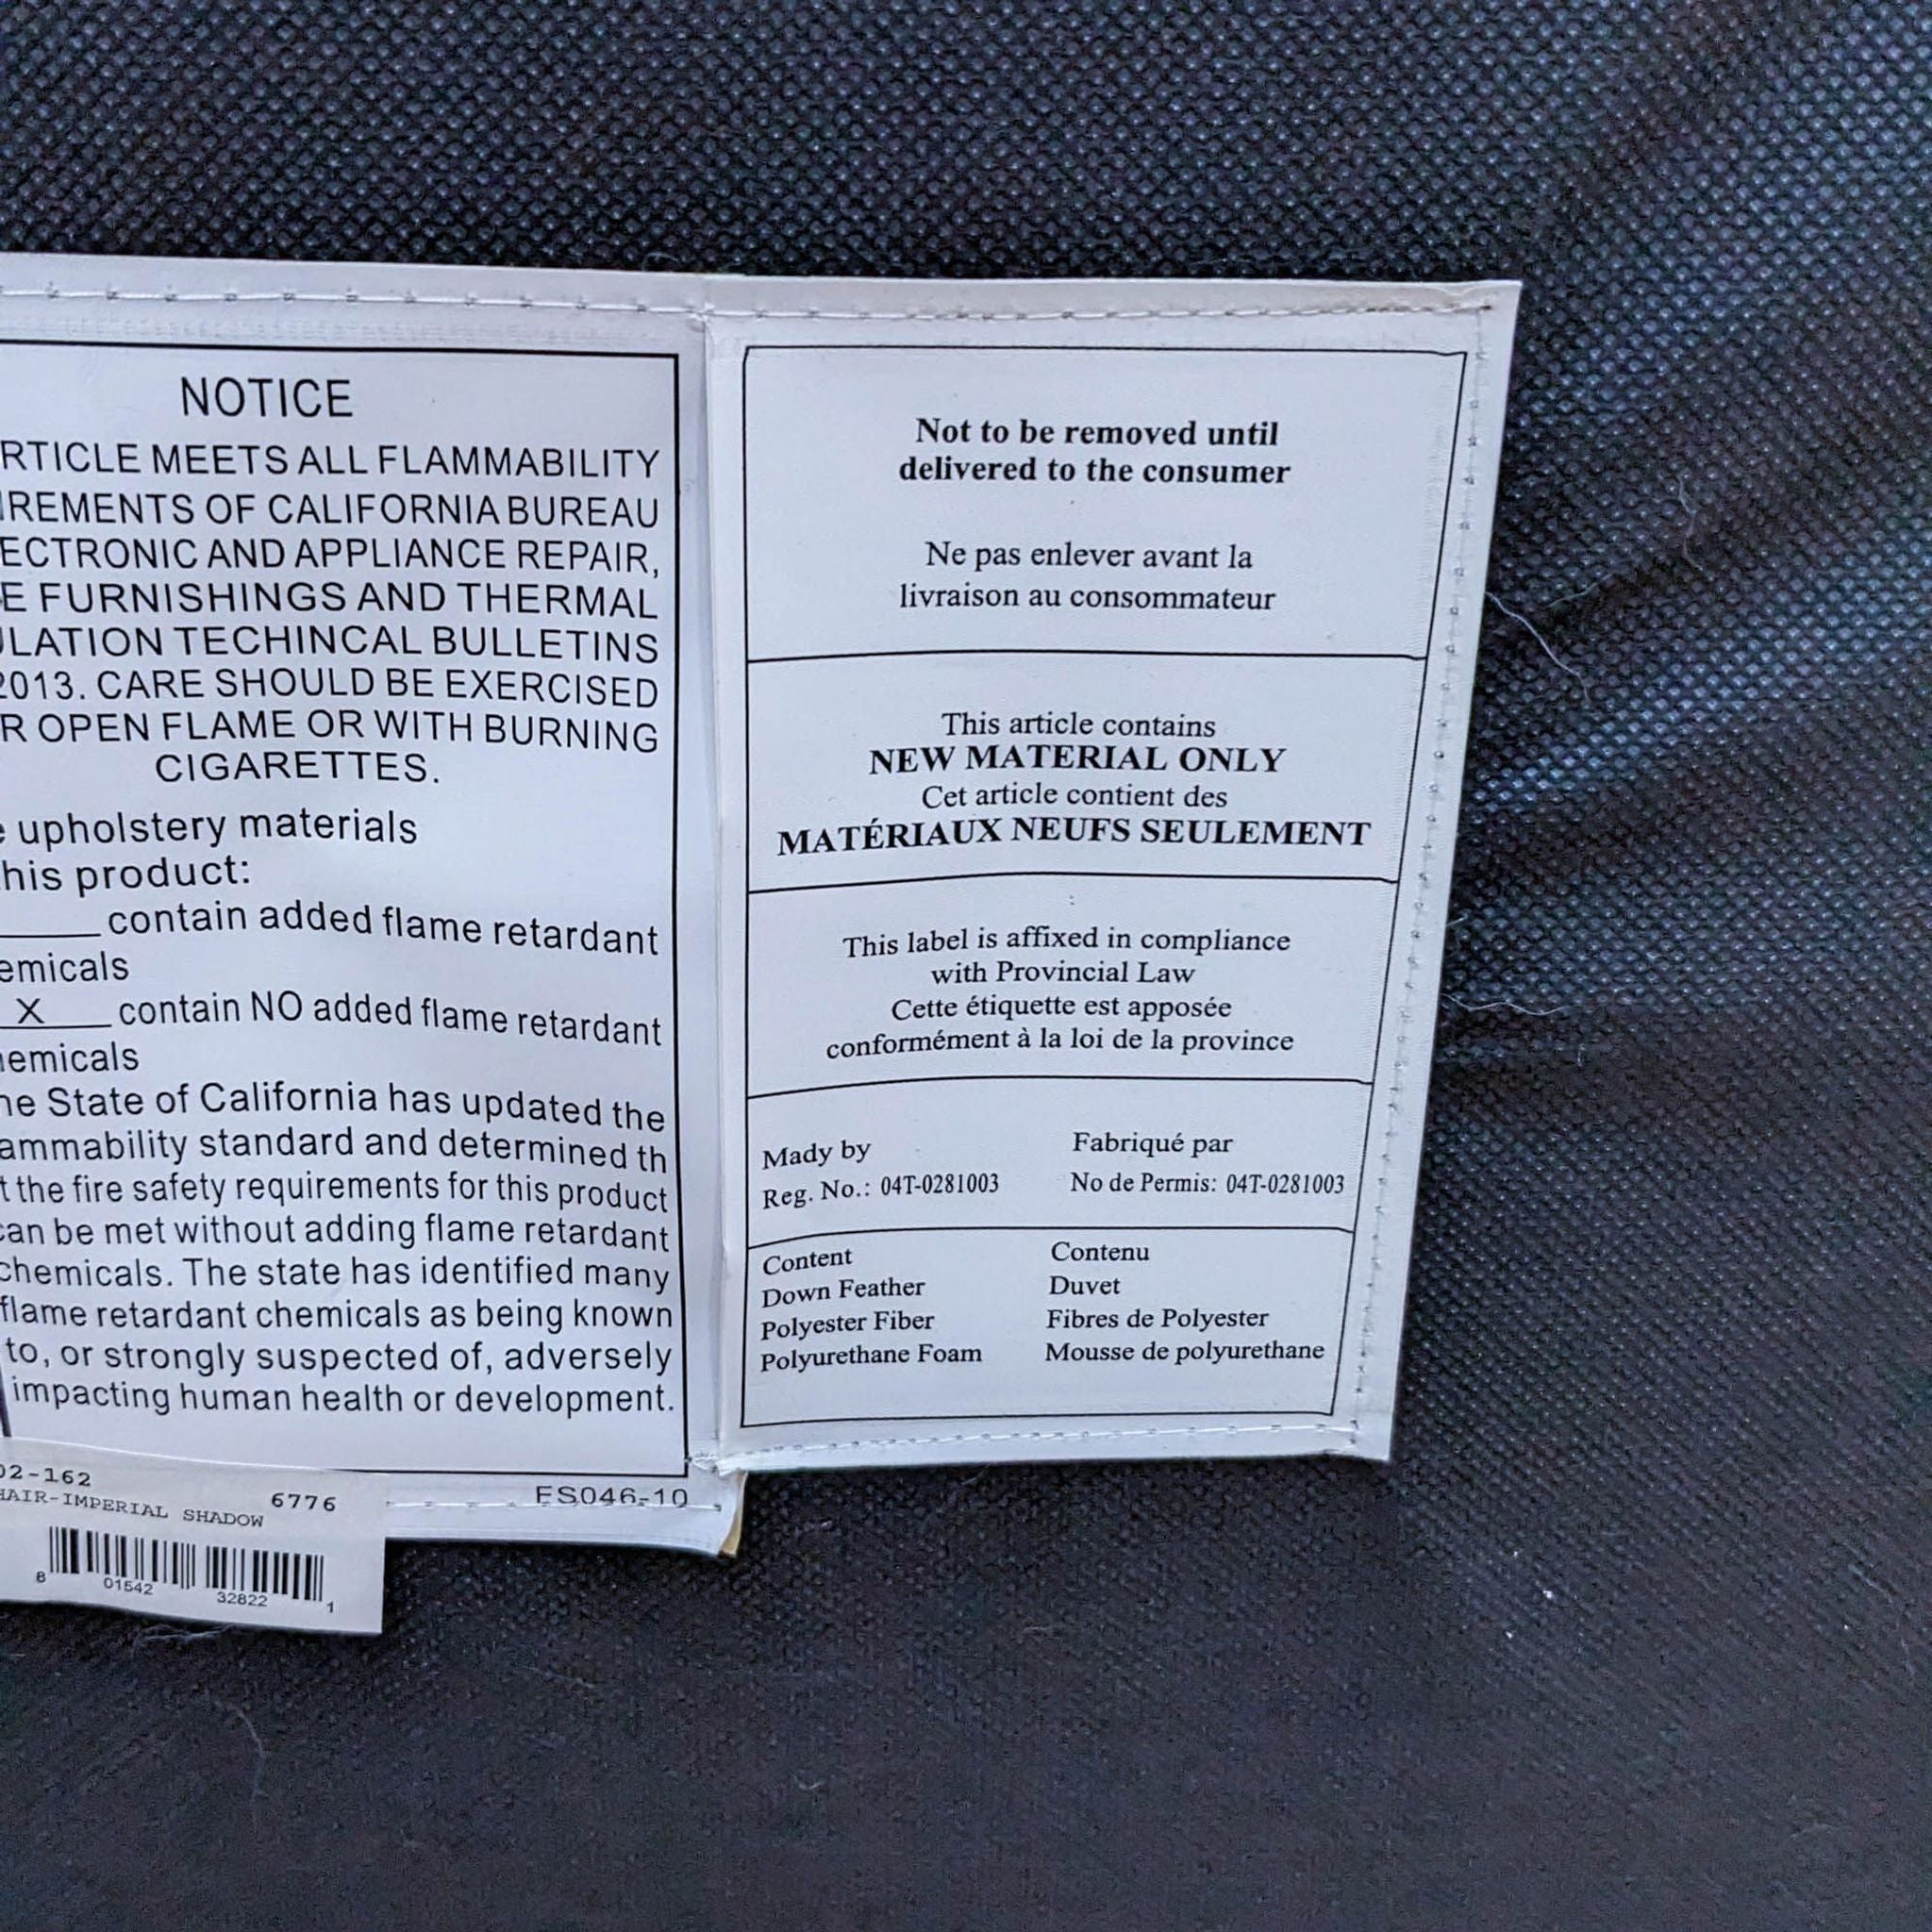 NOTICE
RTICLE MEETS ALL FLAMMABILITY
IREMENTS OF CALIFORNIA BUREAU
ECTRONIC AND APPLIANCE REPAIR,
E FURNISHINGS AND THERMAL
ULATION TECHINCAL BULLETINS
2013. CARE SHOULD BE EXERCISED
R OPEN FLAME OR WITH BURNING
CIGARETTES.
e upholstery materials
this product:
_____ contain added flame retardant
emicals
X contain NO added flame retardant
hemicals
he State of California has updated the
ammability standard and determined th
t the fire safety requirements for this product
can be met without adding flame retardant
chemicals. The state has identified many
flame retardant chemicals as being known
to, or strongly suspected of, adversely
impacting human health or development.
FS046-10
02-162
6776
HAIR-IMPERIAL SHADOW
8 01542 32822 1
Not to be removed until
delivered to the consumer
Ne pas enlever avant la
livraison au consommateur
This article contains
NEW MATERIAL ONLY
Cet article contient des
MATÉRIAUX NEUFS SEULEMENT
This label is affixed in compliance
with Provincial Law
Cette étiquette est apposée
conformément à la loi de la province
Mady by Fabriqué par
Reg. No.: 04T-0281003 No de Permis: 04T-0281003
Content Contenu
Down Feather Duvet
Polyester Fiber Fibres de Polyester
Polyurethane Foam Mousse de polyurethane